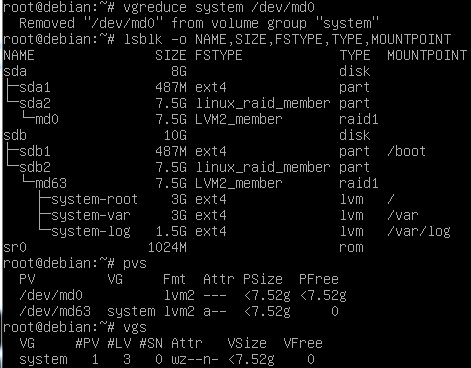 root@debian:~# vgreduce system /dev/md0
  Removed "/dev/md0" from volume group "system"
root@debian:~# lsblk -o NAME,SIZE,FSTYPE,TYPE,MOUNTPOINT
NAME                SIZE FSTYPE            TYPE  MOUNTPOINT
sda                   8G                   disk
├─sda1              487M ext4              part
└─sda2              7.5G linux_raid_member part
  └─md0             7.5G LVM2_member       raid1
sdb                  10G                   disk
├─sdb1              487M ext4              part  /boot
└─sdb2              7.5G linux_raid_member part
  └─md63            7.5G LVM2_member       raid1
    ├─system-root     3G ext4              lvm   /
    ├─system-var      3G ext4              lvm   /var
    └─system-log    1.5G ext4              lvm   /var/log
sr0                1024M                   rom
root@debian:~# pvs
  PV         VG     Fmt  Attr PSize  PFree
  /dev/md0          lvm2 ---  <7.52g <7.52g
  /dev/md63  system lvm2 a--  <7.52g     0
root@debian:~# vgs
  VG     #PV #LV #SN Attr   VSize  VFree
  system   1   3   0 wz--n- <7.52g    0